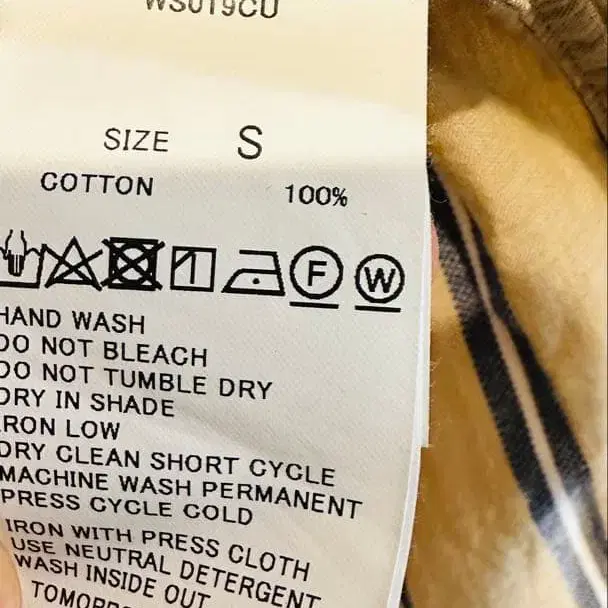 WS019CU
SIZE S
COTTON 100%
F W
HAND WASH
DO NOT BLEACH
DO NOT TUMBLE DRY
DRY IN SHADE
IRON LOW
DRY CLEAN SHORT CYCLE
MACHINE WASH PERMANENT
PRESS CYCLE COLD
IRON WITH PRESS CLOTH
USE NEUTRAL DETERGENT
WASH INSIDE OUT